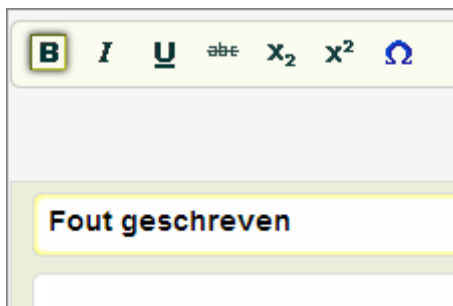 B I U abc X₂ X² Ω
Fout geschreven